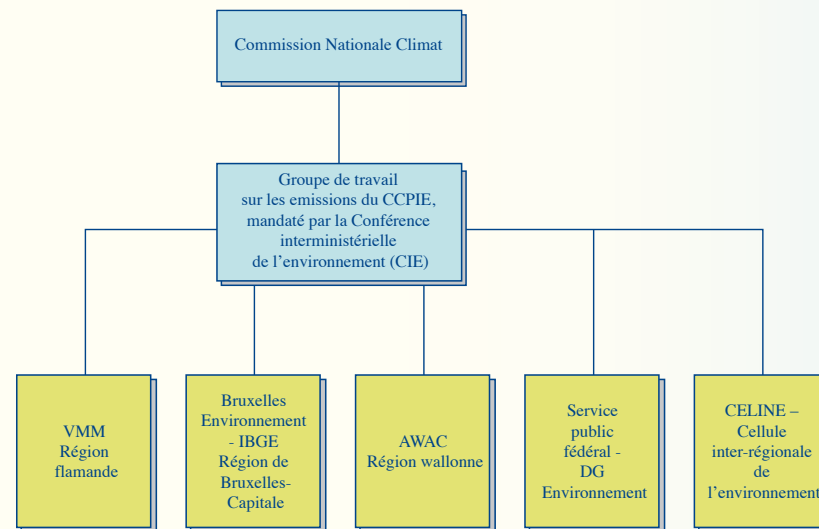 Commission Nationale Climat
Groupe de travail
sur les emissions du CCPIE,
mandaté par la Conférence
interministérielle
de l’environnement (CIE)
VMM
Région
flamande
Bruxelles
Environnement
- IBGE
Région de
Bruxelles-
Capitale
AWAC
Région wallonne
Service
public
fédéral -
DG
Environnement
CELINE –
Cellule
inter-régionale
de
l’environnement